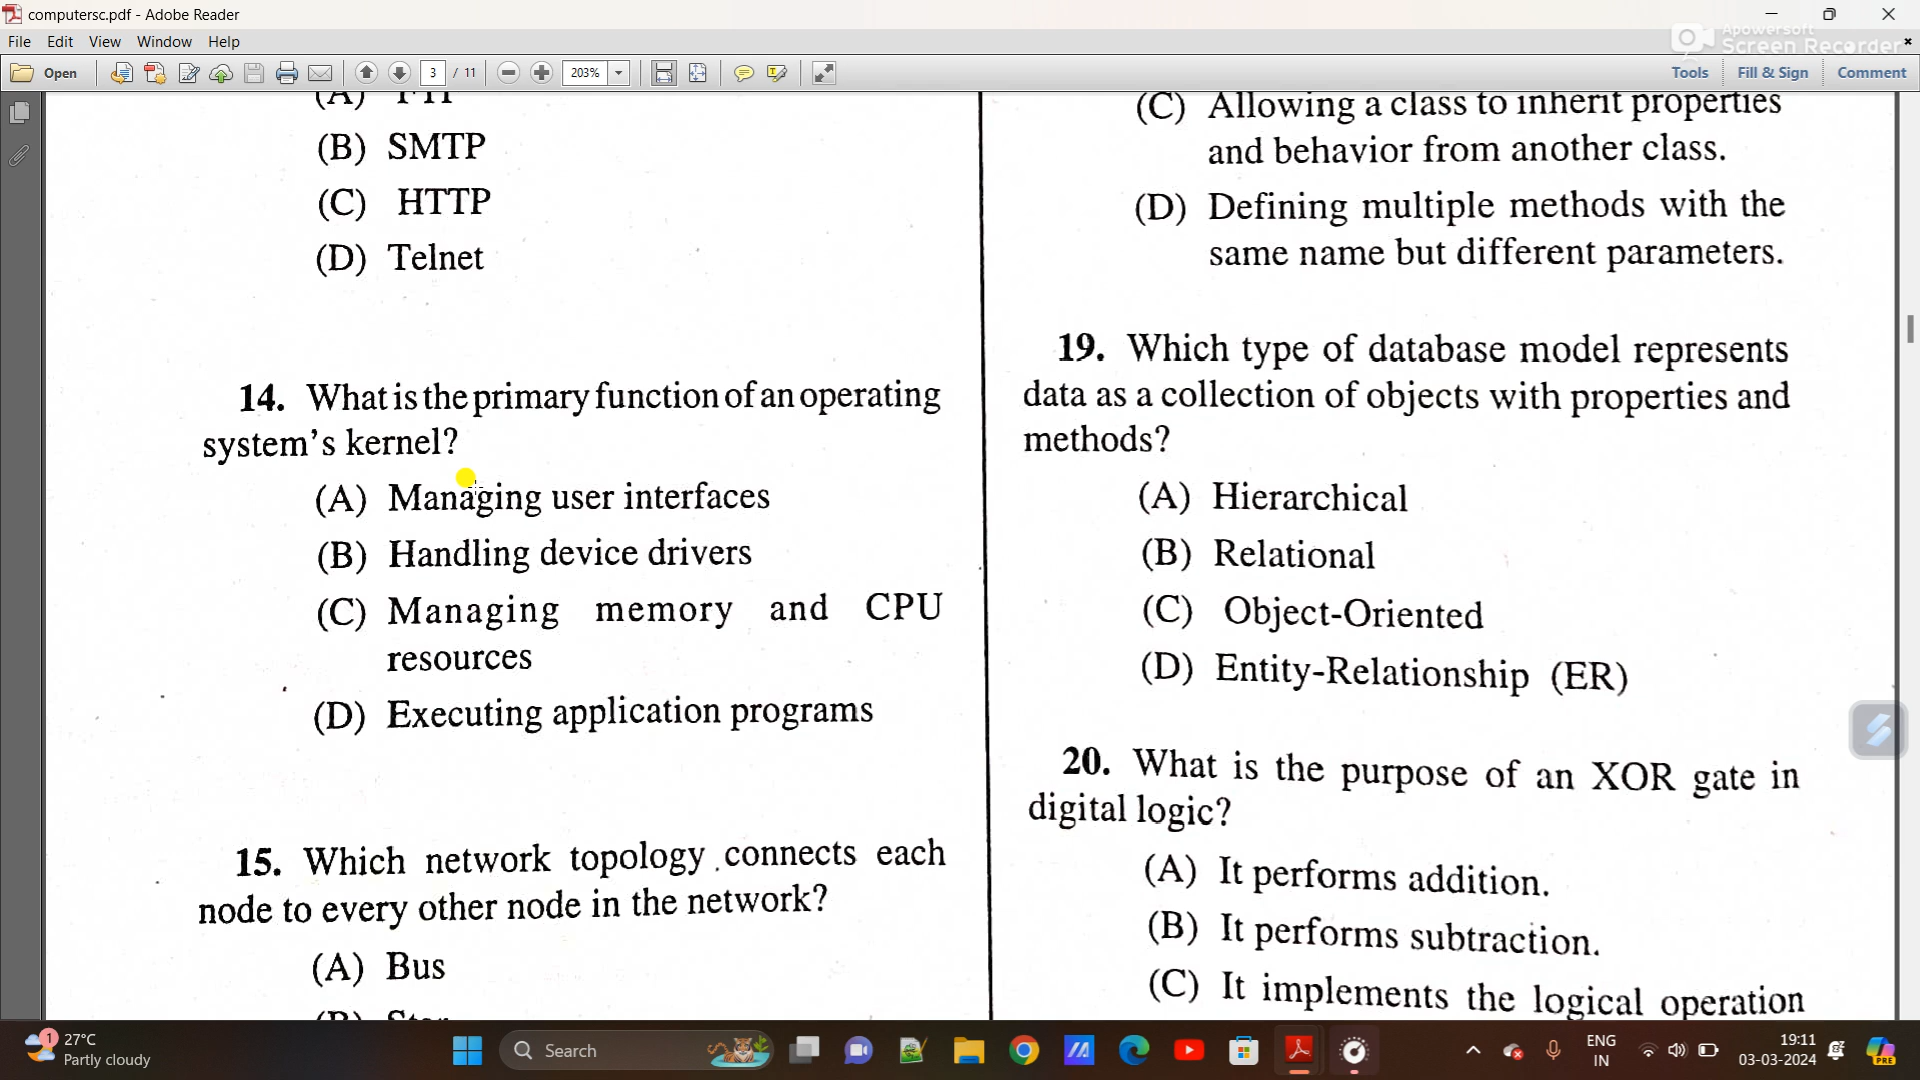 computersc.pdf - Adobe Reader
Apowersoft
Screen Recorder
File Edit View Window Help
Open 3 / 11 203% Tools Fill & Sign Comment
(A) FTP
(B) SMTP
(C) HTTP
(D) Telnet
14. What is the primary function of an operating
system's kernel?
(A) Managing user interfaces
(B) Handling device drivers
(C) Managing memory and CPU
resources
(D) Executing application programs
15. Which network topology connects each
node to every other node in the network?
(A) Bus
(B) Star
(C) Allowing a class to inherit properties
and behavior from another class.
(D) Defining multiple methods with the
same name but different parameters.
19. Which type of database model represents
data as a collection of objects with properties and
methods?
(A) Hierarchical
(B) Relational
(C) Object-Oriented
(D) Entity-Relationship (ER)
20. What is the purpose of an XOR gate in
digital logic?
(A) It performs addition.
(B) It performs subtraction.
(C) It implements the logical operation
1
27°C
Partly cloudy
Search
ENG
IN
19:11
03-03-2024
PRE